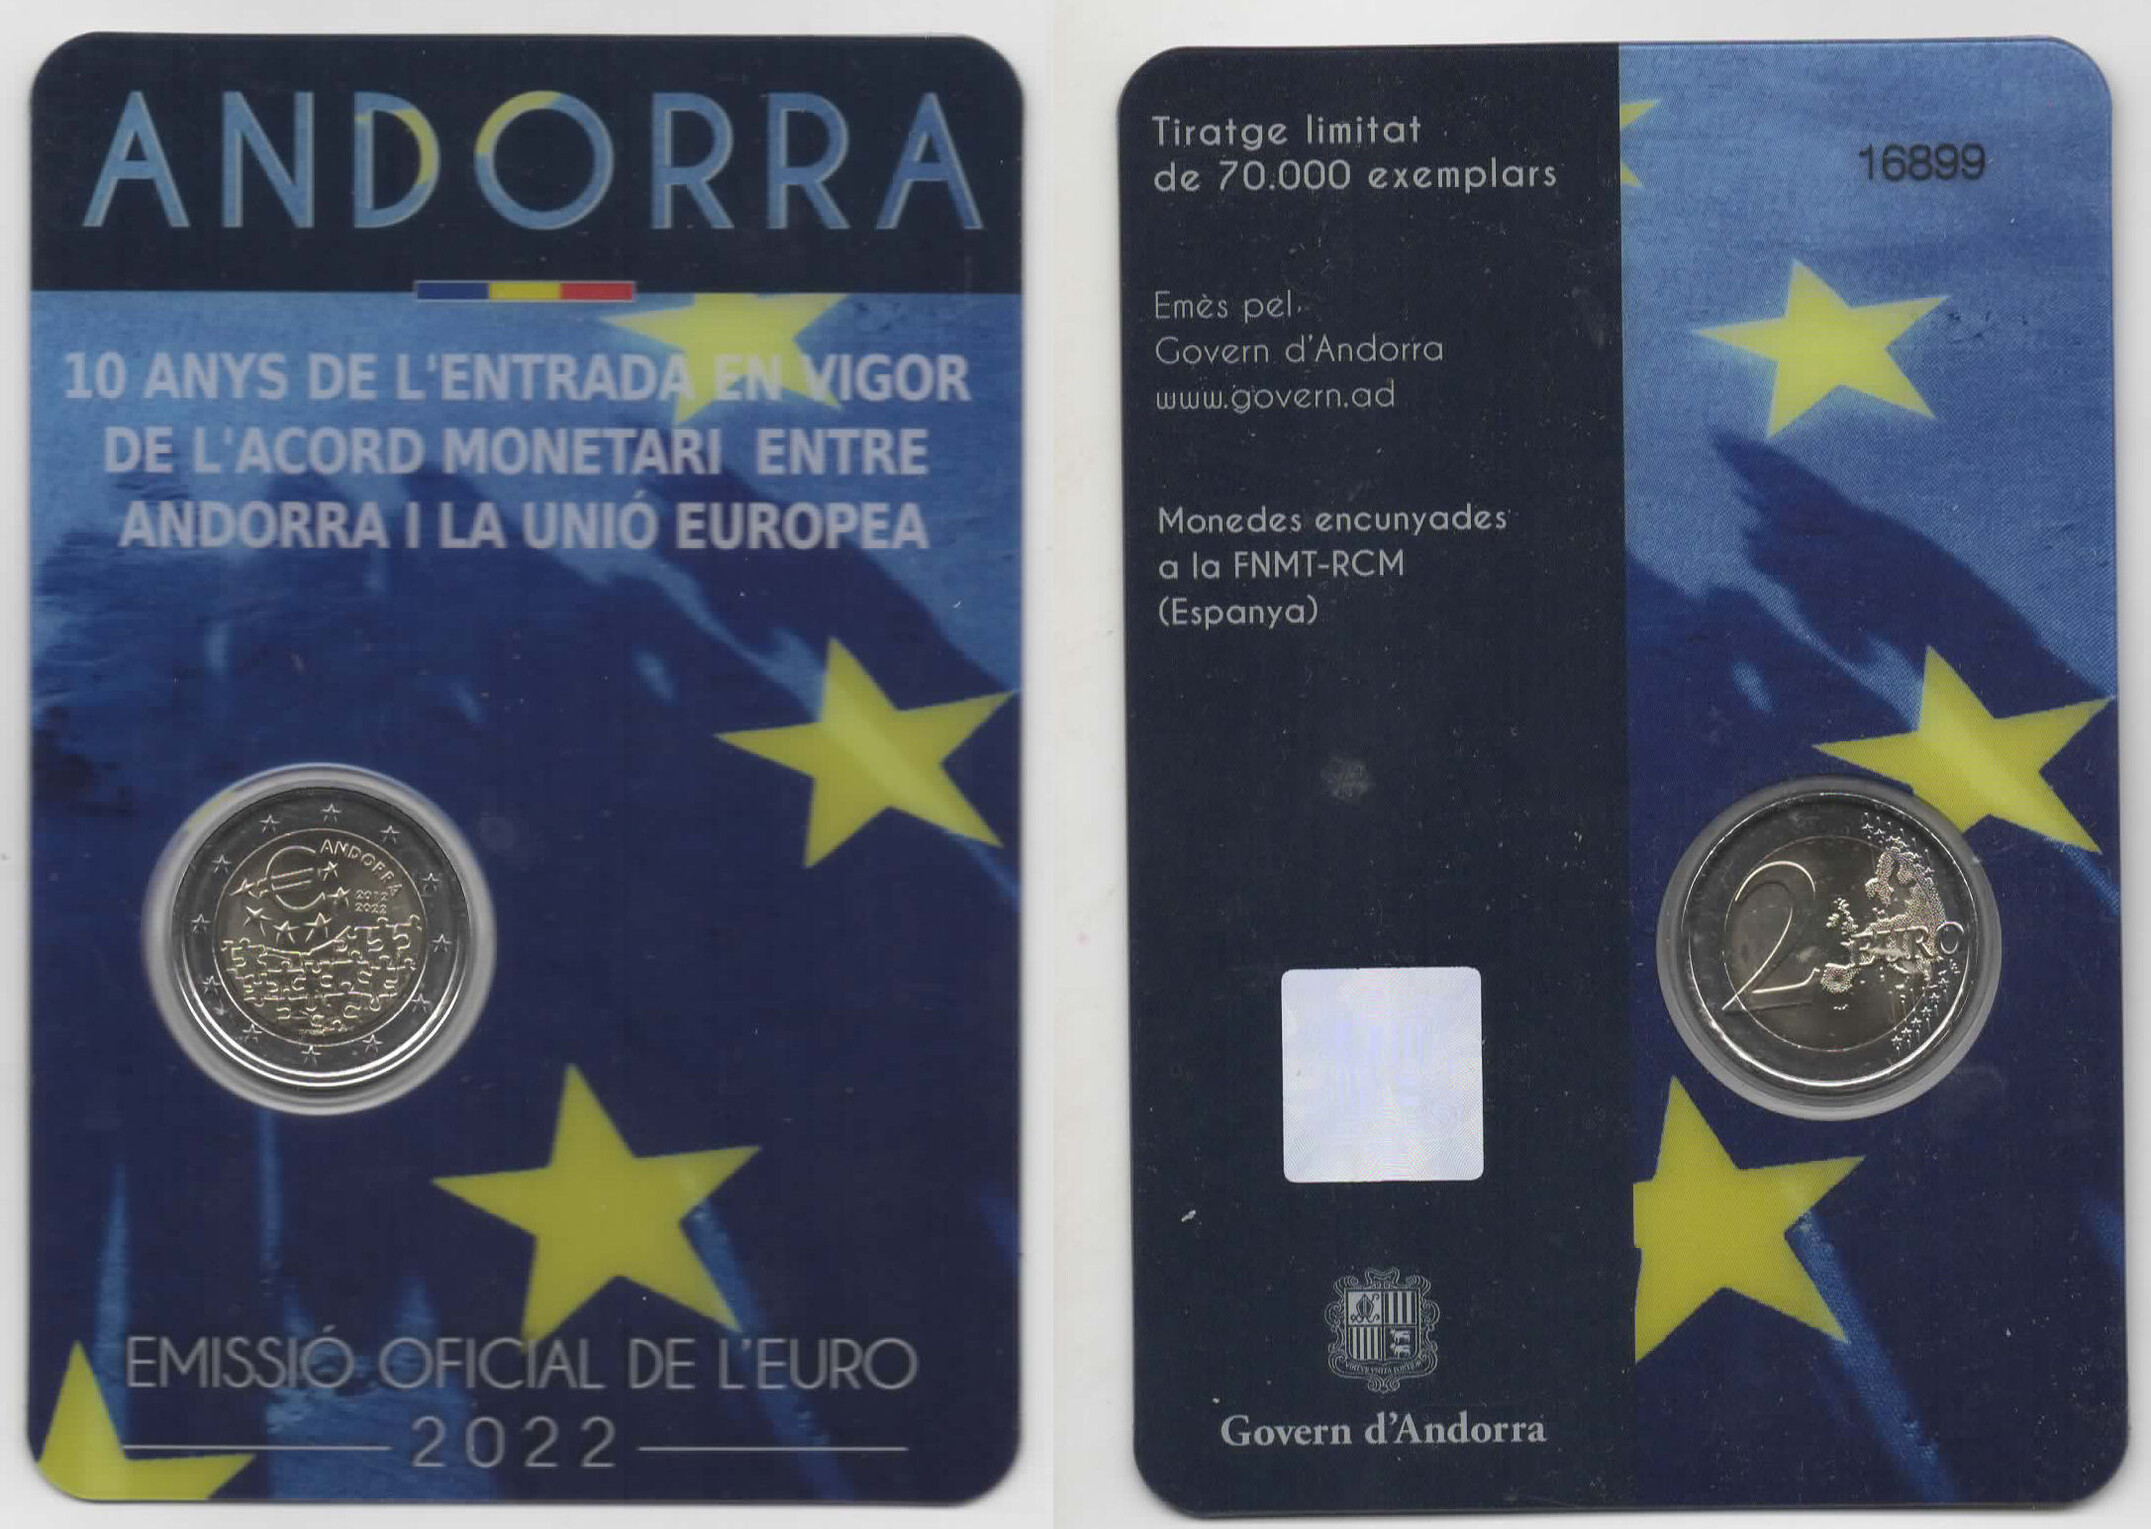 ANDORRA
10 ANYS DE L'ENTRADA EN VIGOR
DE L'ACORD MONETARI ENTRE
ANDORRA I LA UNIÓ EUROPEA
ANDORRA
2012
2022
EMISSIÓ OFICIAL DE L'EURO
2022
Tiratge limitat
de 70.000 exemplars
16899
Emès pel
Govern d'Andorra
www.govern.ad
Monedes encunyades
a la FNMT-RCM
(Espanya)
2 EURO
Govern d'Andorra